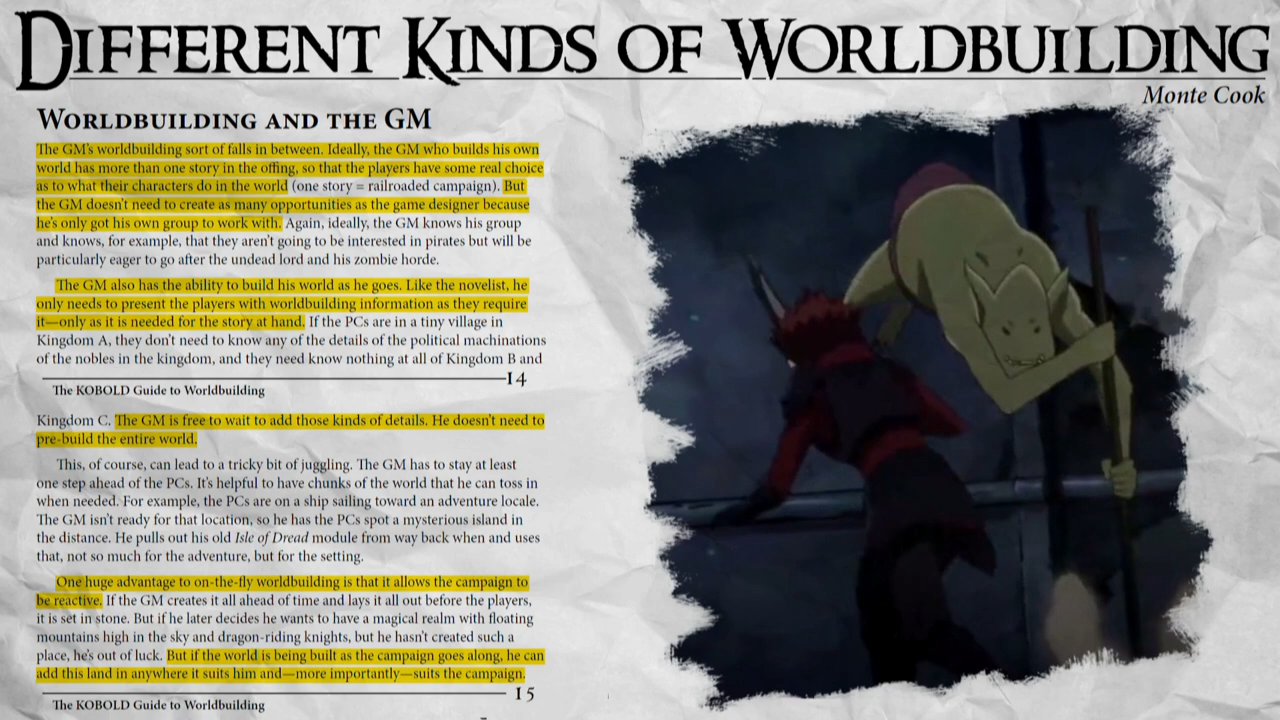 DIFFERENT KINDS OF WORLDBUILDING
Monte Cook
WORLDBUILDING AND THE GM
The GM's worldbuilding sort of falls in between. Ideally, the GM who builds his own
world has more than one story in the offing, so that the players have some real choice
as to what their characters do in the world (one story = railroaded campaign). But
the GM doesn't need to create as many opportunities as the game designer because
he's only got his own group to work with. Again, ideally, the GM knows his group
and knows, for example, that they aren't going to be interested in pirates but will be
particularly eager to go after the undead lord and his zombie horde.
The GM also has the ability to build his world as he goes. Like the novelist, he
only needs to present the players with worldbuilding information as they require
it—only as it is needed for the story at hand. If the PCs are in a tiny village in
Kingdom A, they don't need to know any of the details of the political machinations
of the nobles in the kingdom, and they need know nothing at all of Kingdom B and
14
The KOBOLD Guide to Worldbuilding
Kingdom C. The GM is free to wait to add those kinds of details. He doesn't need to
pre-build the entire world.
This, of course, can lead to a tricky bit of juggling. The GM has to stay at least
one step ahead of the PCs. It's helpful to have chunks of the world that he can toss in
when needed. For example, the PCs are on a ship sailing toward an adventure locale.
The GM isn't ready for that location, so he has the PCs spot a mysterious island in
the distance. He pulls out his old Isle of Dread module from way back when and uses
that, not so much for the adventure, but for the setting.
One huge advantage to on-the-fly worldbuilding is that it allows the campaign to
be reactive. If the GM creates it all ahead of time and lays it all out before the players,
it is set in stone. But if he later decides he wants to have a magical realm with floating
mountains high in the sky and dragon-riding knights, but he hasn't created such a
place, he's out of luck. But if the world is being built as the campaign goes along, he can
add this land in anywhere it suits him and—more importantly—suits the campaign.
15
The KOBOLD Guide to Worldbuilding